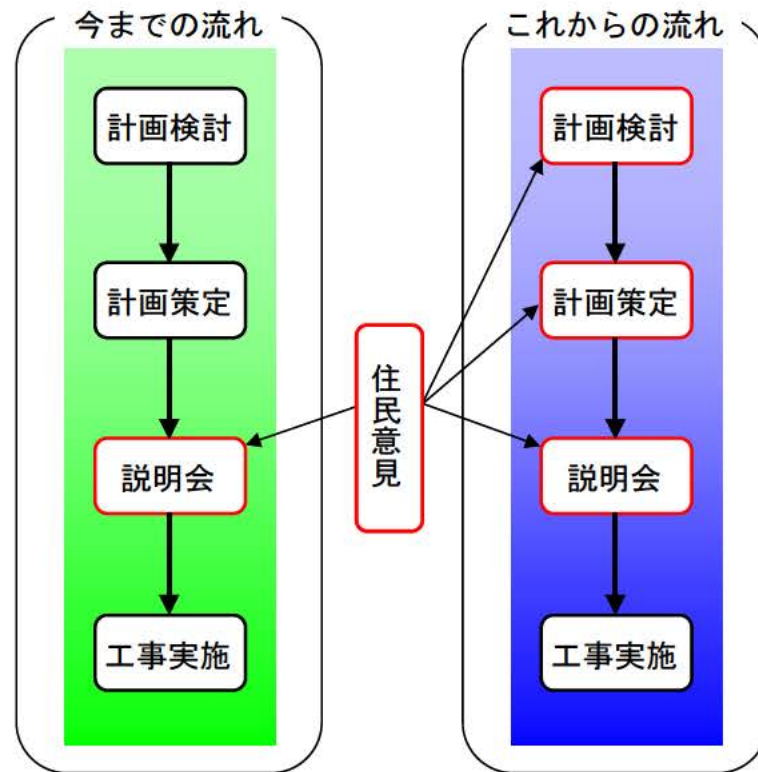 今までの流れ
計画検討
計画策定
説明会
工事実施
住民意見
これからの流れ
計画検討
計画策定
説明会
工事実施